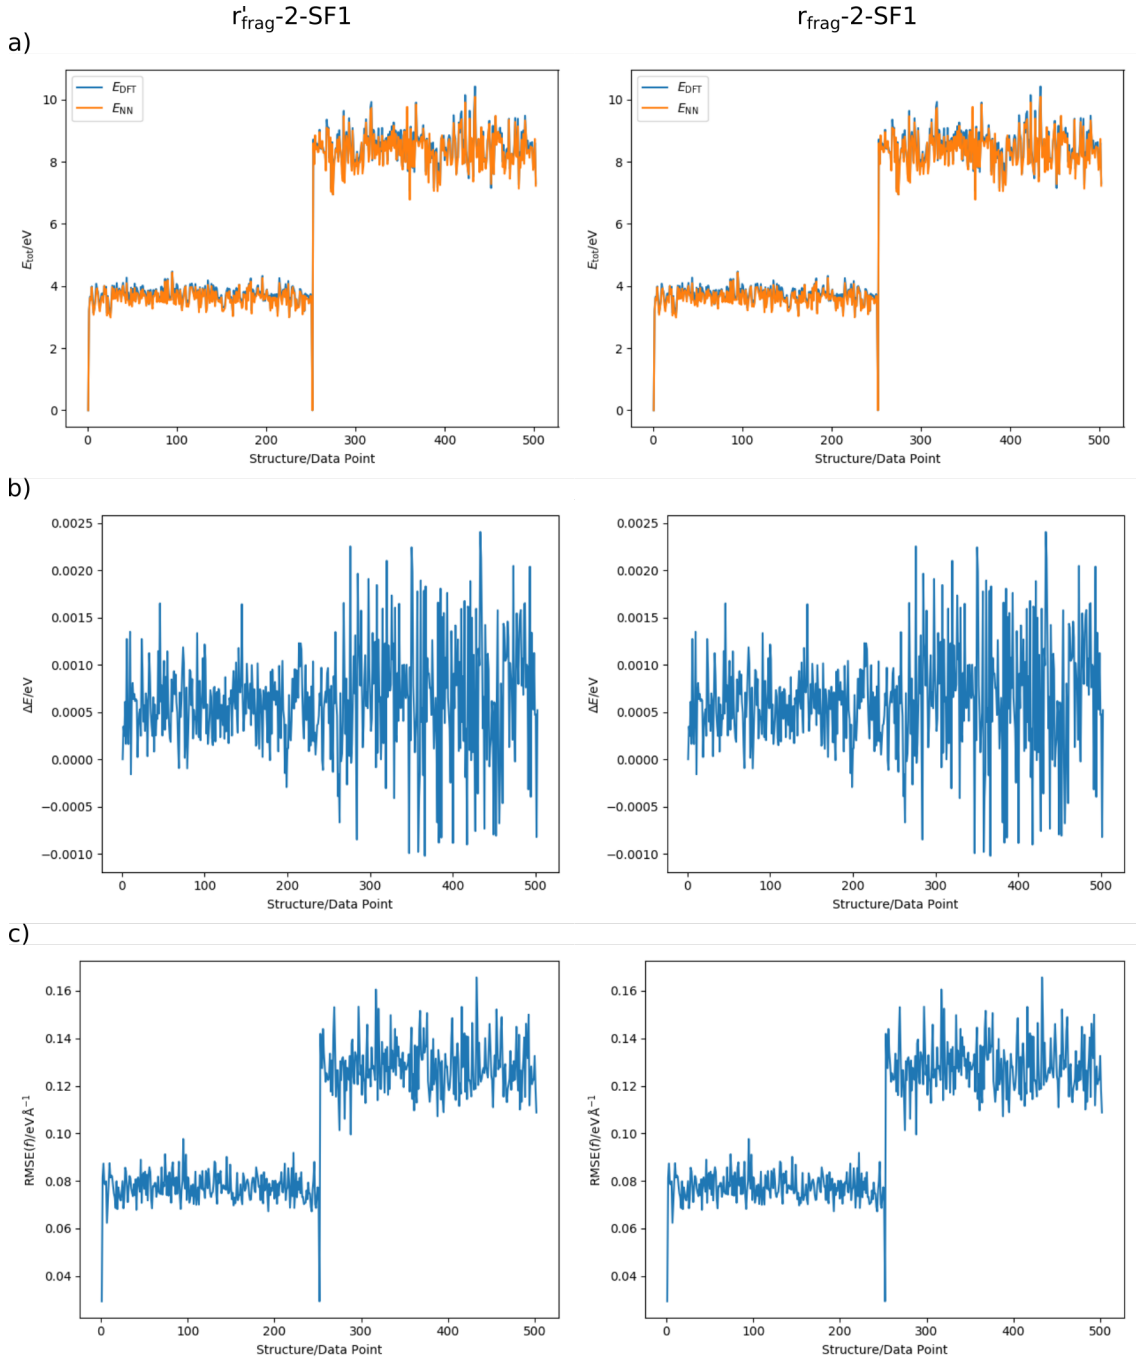 r'frag-2-SF1
rfrag-2-SF1
a)
EDFT
ENN
10
8
6
4
2
0
Etot/eV
0 100 200 300 400 500
Structure/Data Point
EDFT
ENN
10
8
6
4
2
0
Etot/eV
0 100 200 300 400 500
Structure/Data Point
b)
0.0025
0.0020
0.0015
0.0010
0.0005
0.0000
−0.0005
−0.0010
ΔE/eV
0 100 200 300 400 500
Structure/Data Point
0.0025
0.0020
0.0015
0.0010
0.0005
0.0000
−0.0005
−0.0010
ΔE/eV
0 100 200 300 400 500
Structure/Data Point
c)
0.16
0.14
0.12
0.10
0.08
0.06
0.04
RMSE(f)/eVÅ⁻¹
0 100 200 300 400 500
Structure/Data Point
0.16
0.14
0.12
0.10
0.08
0.06
0.04
RMSE(f)/eVÅ⁻¹
0 100 200 300 400 500
Structure/Data Point